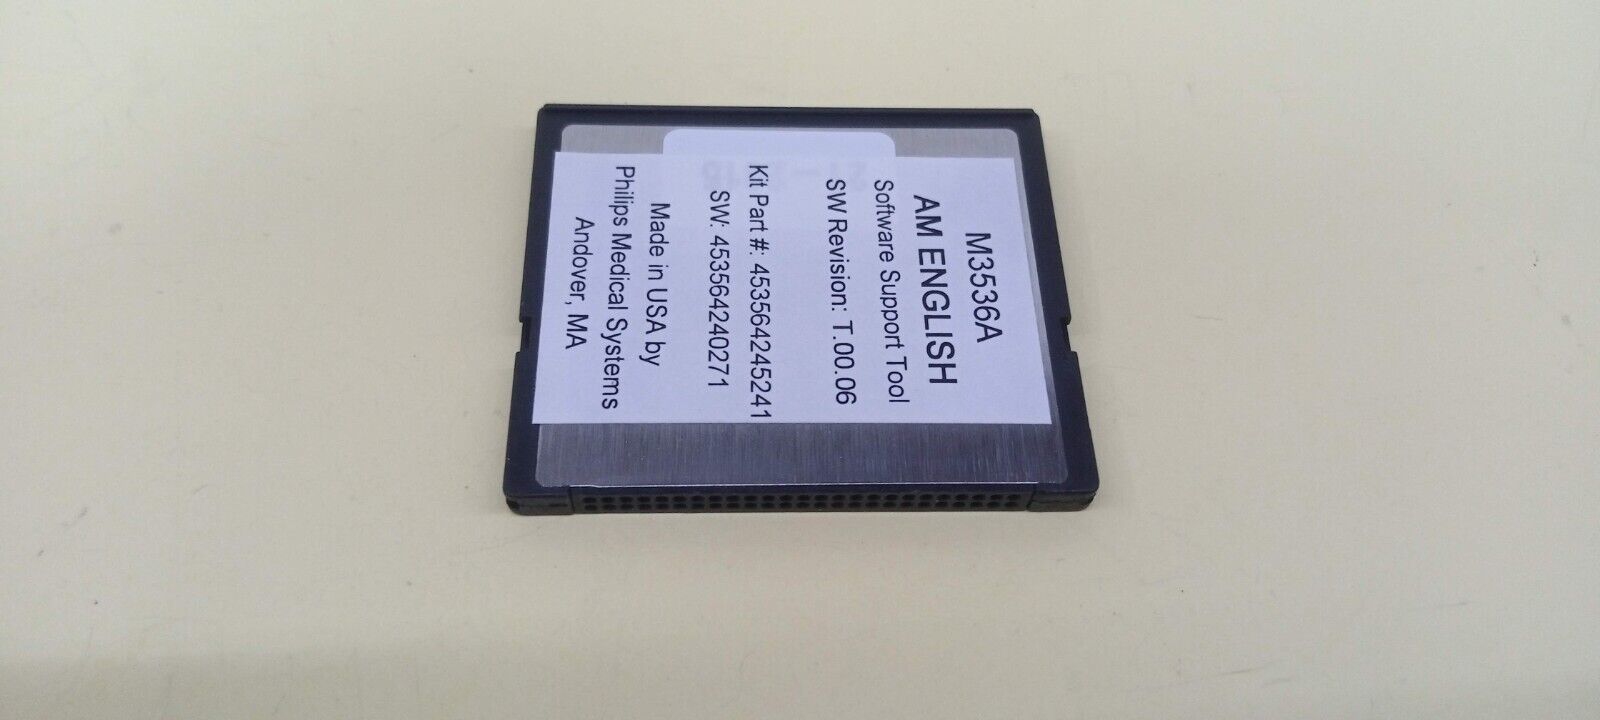 M3536A
AM ENGLISH
Software Support Tool
SW Revision: T.00.06
Kit Part #: 453564245241
SW: 453564240271
Made in USA by
Philips Medical Systems
Andover, MA